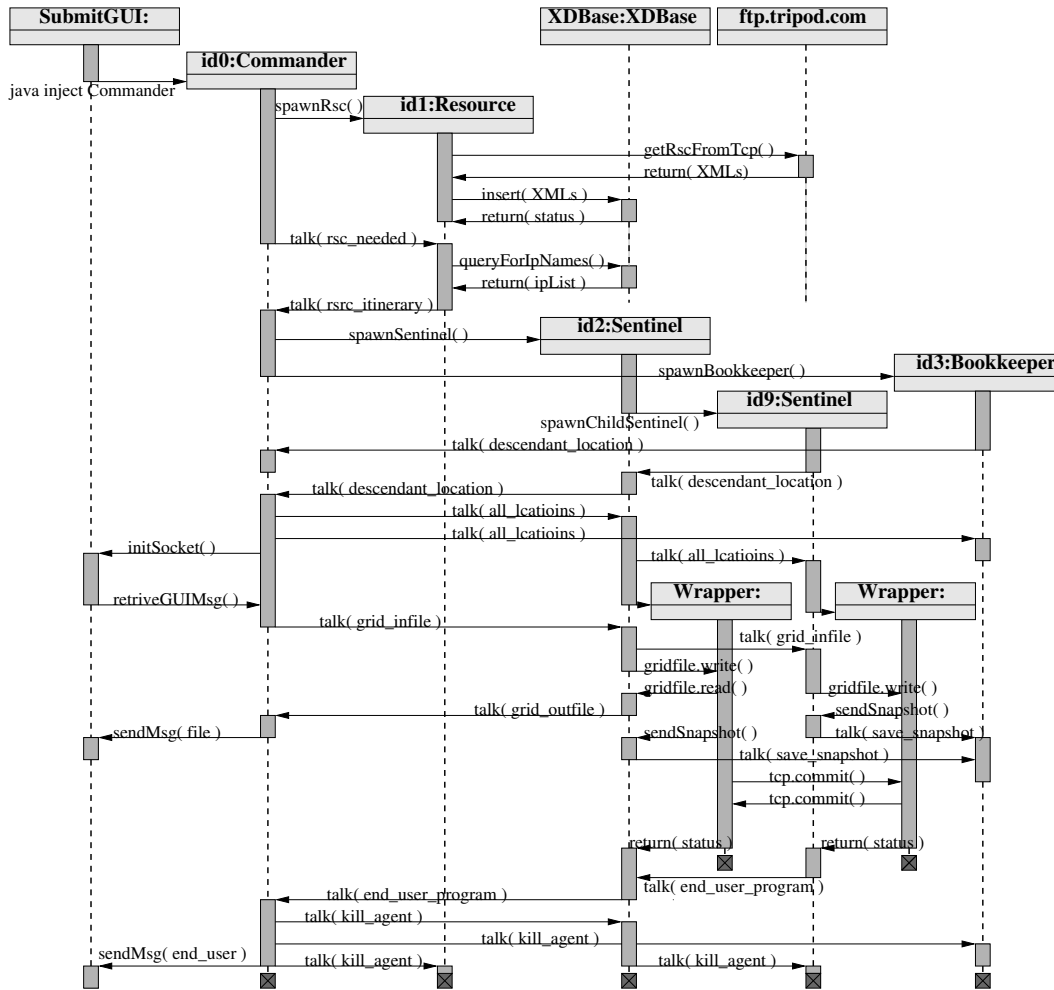 SubmitGUI:
XDBase:XDBase
ftp.tripod.com
id0:Commander
java inject Commander
spawnRsc( )
id1:Resource
getRscFromTcp( )
return( XMLs)
insert( XMLs )
return( status )
talk( rsc_needed )
queryForIpNames( )
return( ipList )
talk( rsrc_itinerary )
spawnSentinel( )
id2:Sentinel
spawnBookkeeper( )
id3:Bookkeeper
id9:Sentinel
spawnChildSentinel( )
talk( descendant_location )
talk( descendant_location )
talk( descendant_location )
talk( all_lcatioins )
talk( all_lcatioins )
initSocket( )
talk( all_lcatioins )
Wrapper:
Wrapper:
retriveGUIMsg( )
talk( grid_infile )
talk( grid_infile )
gridfile.write( )
gridfile.read( )
gridfile.write( )
talk( grid_outfile )
sendSnapshot( )
sendMsg( file )
sendSnapshot( )
talk( save_snapshot )
talk( save_snapshot )
tcp.commit( )
tcp.commit( )
return( status )
return( status )
talk( end_user_program )
talk( end_user_program )
talk( kill_agent )
talk( kill_agent )
sendMsg( end_user )
talk( kill_agent )
talk( kill_agent )